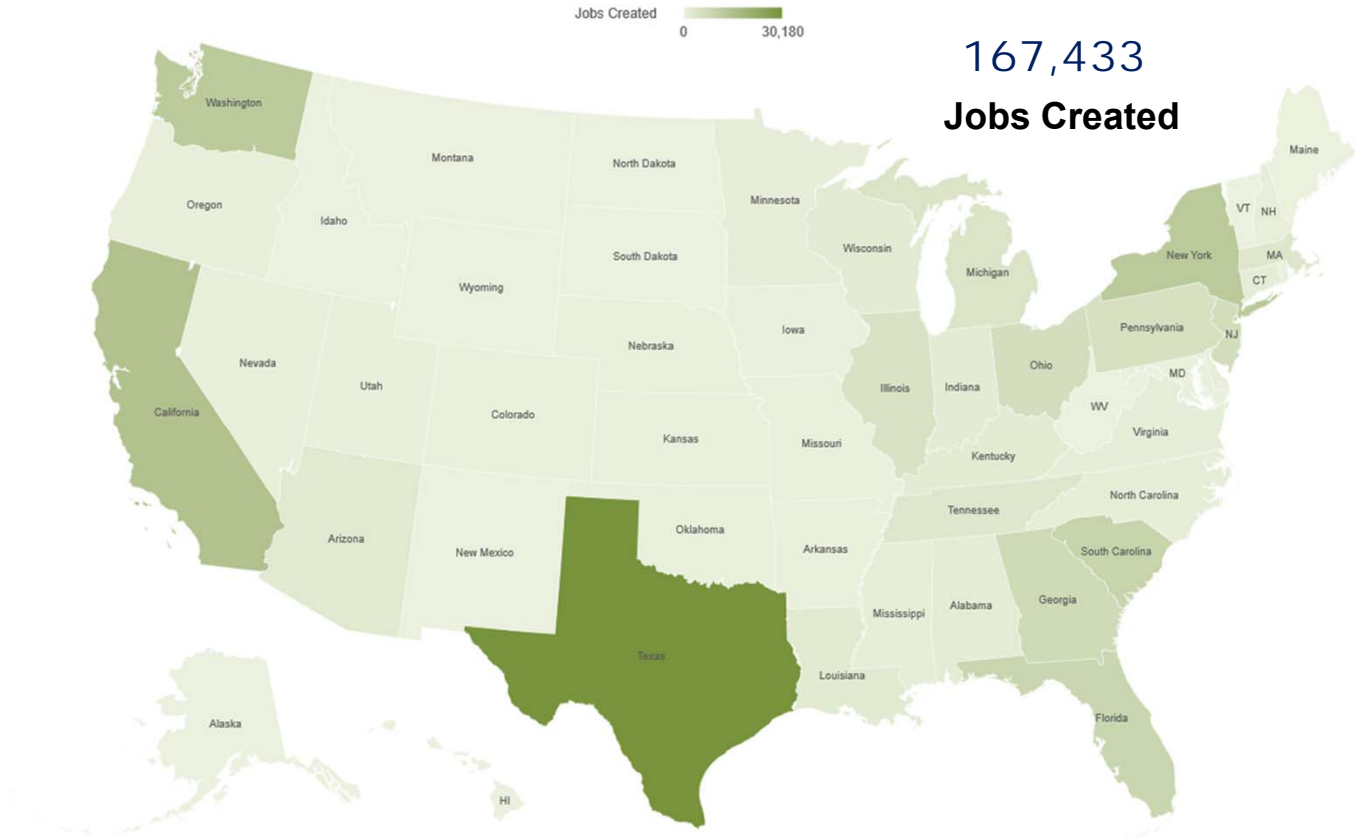 Jobs Created
0 30,180
167,433
Jobs Created
Washington
Montana
North Dakota
Minnesota
Maine
Oregon
Idaho
VT
NH
Wisconsin
South Dakota
Michigan
New York
MA
CT
Wyoming
Iowa
Pennsylvania
NJ
Nebraska
Nevada
Utah
Ohio
MD
Illinois
Indiana
California
Colorado
WV
Kansas
Missouri
Virginia
Kentucky
North Carolina
Tennessee
Oklahoma
Arizona
New Mexico
Arkansas
South Carolina
Mississippi
Alabama
Georgia
Texas
Louisiana
Florida
Alaska
HI